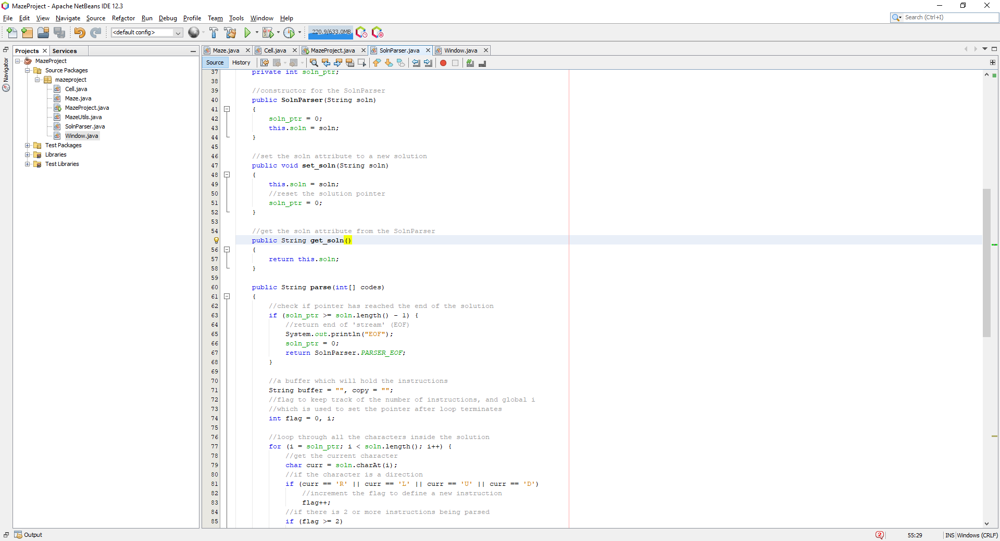 MazeProject - Apache NetBeans IDE 12.3
File Edit View Navigate Source Refactor Run Debug Profile Team Tools Window Help
Search (Ctrl+I)
<default config>
220.9/633.0MB
Projects
Services
Navigator
MazeProject
Source Packages
mazeproject
Cell.java
Maze.java
MazeProject.java
MazeUtils.java
SolnParser.java
Window.java
Test Packages
Libraries
Test Libraries
Maze.java Cell.java MazeProject.java SolnParser.java Window.java
Source History
37 private int soln_ptr;
38
39 //constructor for the SolnParser
40 public SolnParser(String soln)
41 {
42 soln_ptr = 0;
43 this.soln = soln;
44 }
45
46 //set the soln attribute to a new solution
47 public void set_soln(String soln)
48 {
49 this.soln = soln;
50 //reset the solution pointer
51 soln_ptr = 0;
52 }
53
54 //get the soln attribute from the SolnParser
public String get_soln()
56 {
57 return this.soln;
58 }
59
60 public String parse(int[] codes)
61 {
62 //check if pointer has reached the end of the solution
63 if (soln_ptr >= soln.length() - 1) {
64 //return end of 'stream' (EOF)
65 System.out.println("EOF");
66 soln_ptr = 0;
67 return SolnParser.PARSER_EOF;
68 }
69
70 //a buffer which will hold the instructions
71 String buffer = "", copy = "";
72 //flag to keep track of the number of instructions, and global i
73 //which is used to set the pointer after loop terminates
74 int flag = 0, i;
75
76 //loop through all the characters inside the solution
77 for (i = soln_ptr; i < soln.length(); i++) {
78 //get the current character
79 char curr = soln.charAt(i);
80 //if the character is a direction
81 if (curr == 'R' || curr == 'L' || curr == 'U' || curr == 'D')
82 //increment the flag to define a new instruction
83 flag++;
84 //if there is 2 or more instructions being parsed
85 if (flag >= 2)
Output
2
55:29
INS
Windows (CRLF)